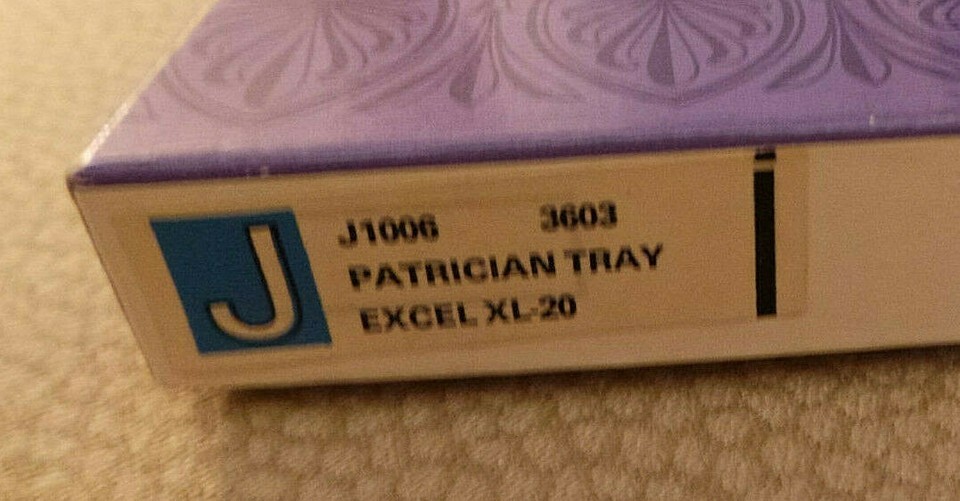 J
J1006 3603
PATRICIAN TRAY
EXCEL XL-20